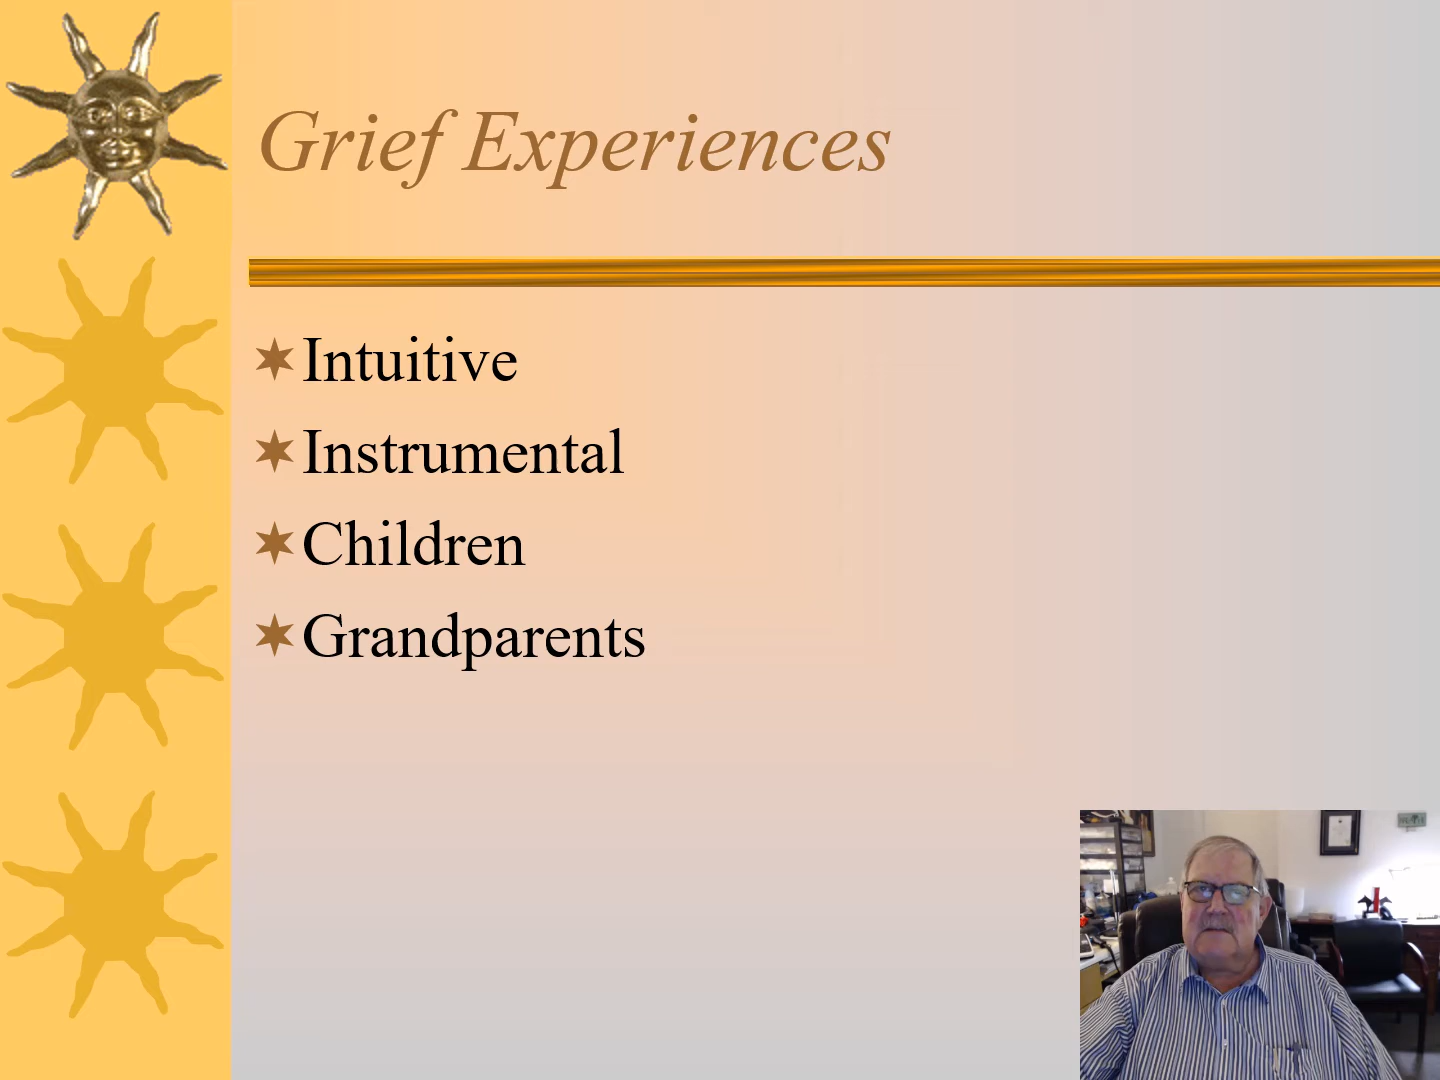 Grief Experiences
Intuitive
Instrumental
Children
Grandparents